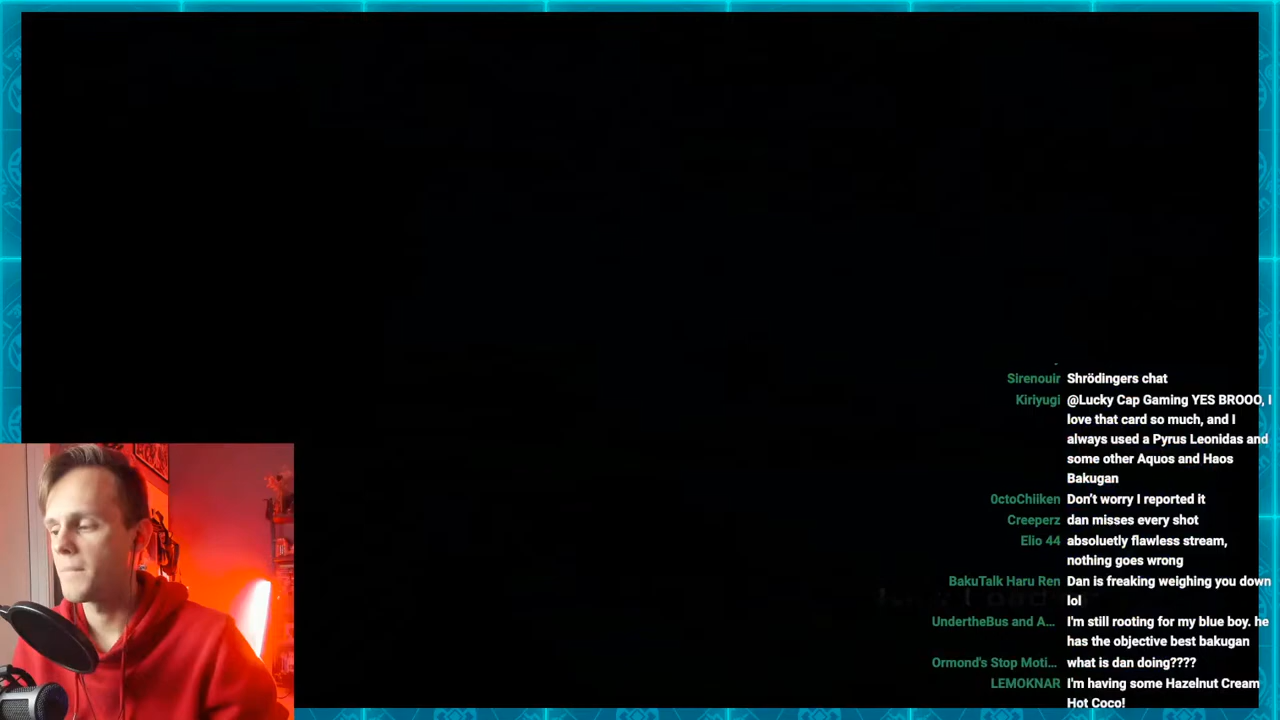 Sirenouir Shrödingers chat
Kiriyugi @Lucky Cap Gaming YES BROOO, I
love that card so much, and I
always used a Pyrus Leonidas and
some other Aquos and Haos
Bakugan
0ctoChiiken Don't worry I reported it
Creeperz dan misses every shot
Elio 44 absoluetly flawless stream,
nothing goes wrong
BakuTalk Haru Ren Dan is freaking weighing you down
lol
UndertheBus and A... I'm still rooting for my blue boy. he
has the objective best bakugan
Ormond's Stop Moti... what is dan doing????
LEMOKNAR I'm having some Hazelnut Cream
Hot Coco!